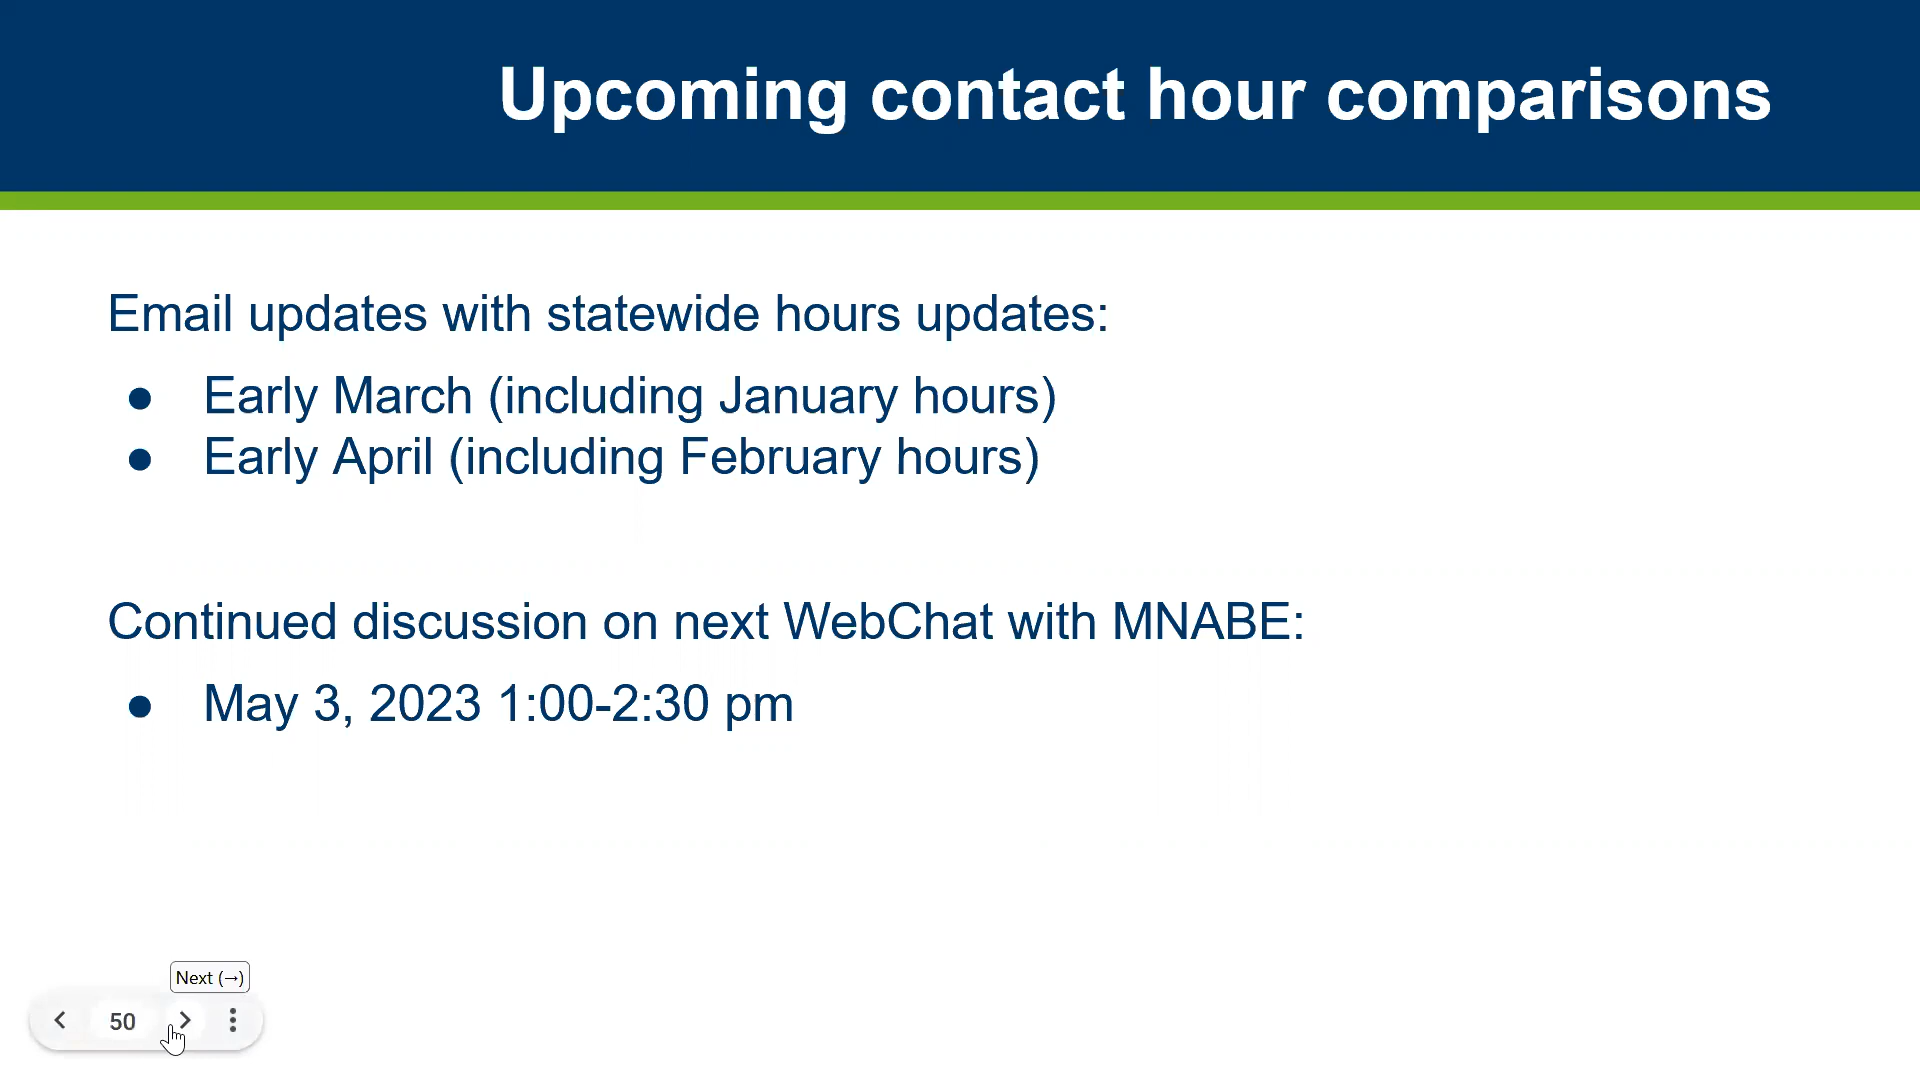 Upcoming contact hour comparisons
Email updates with statewide hours updates:
● Early March (including January hours)
● Early April (including February hours)
Continued discussion on next WebChat with MNABE:
● May 3, 2023 1:00-2:30 pm
Next (→)
50